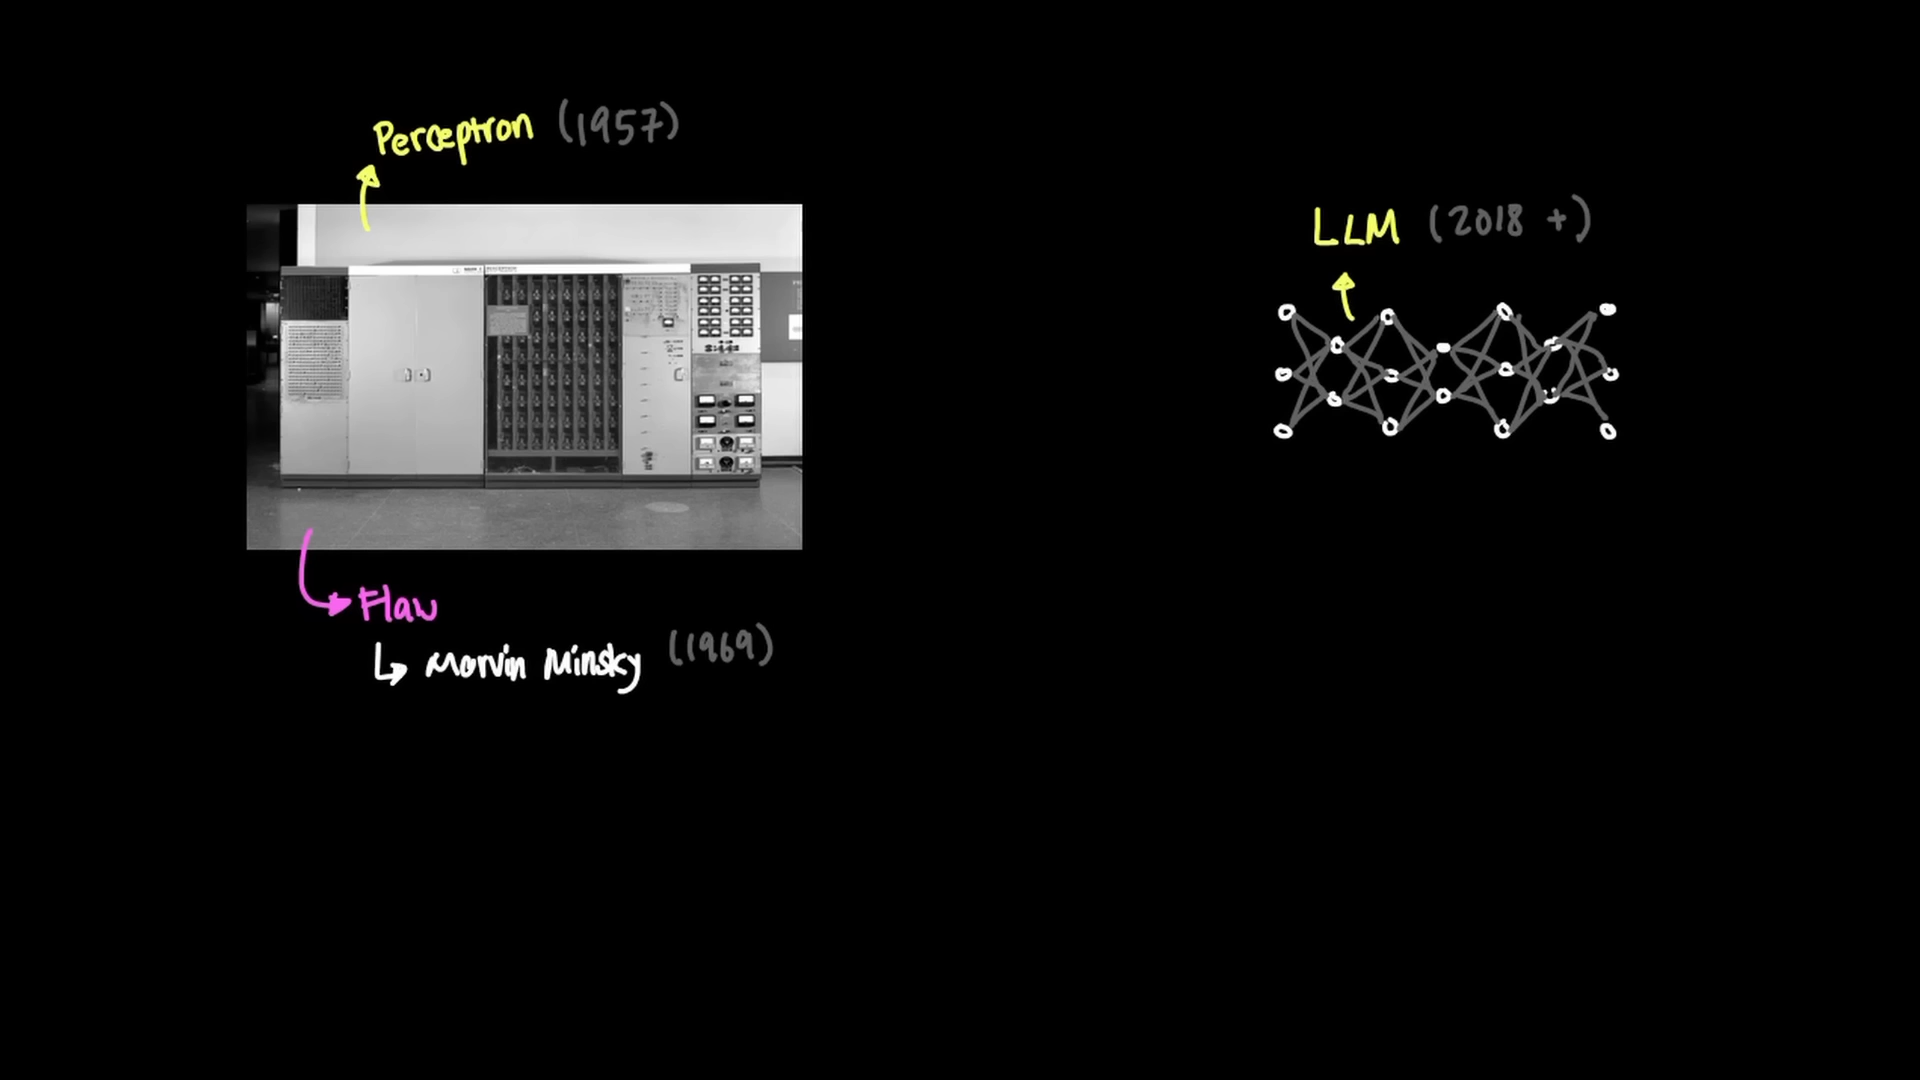 Perceptron (1957)
LLM (2018 +)
Flaw
Marvin Minsky (1969)